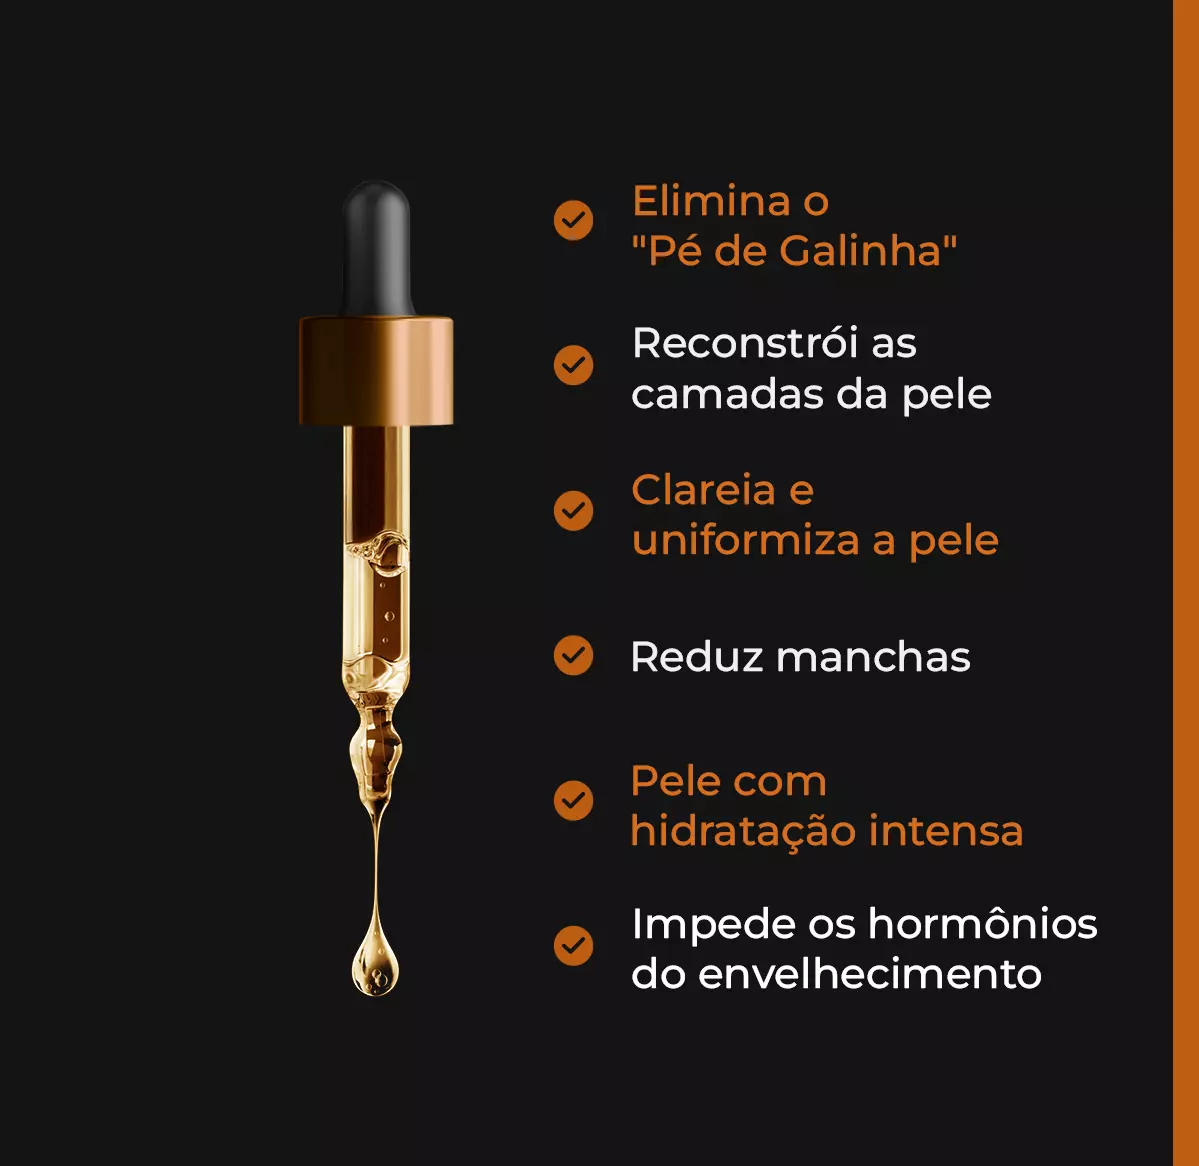 Elimina o
"Pé de Galinha"
Reconstrói as
camadas da pele
Clareia e
uniformiza a pele
Reduz manchas
Pele com
hidratação intensa
Impede os hormônios
do envelhecimento